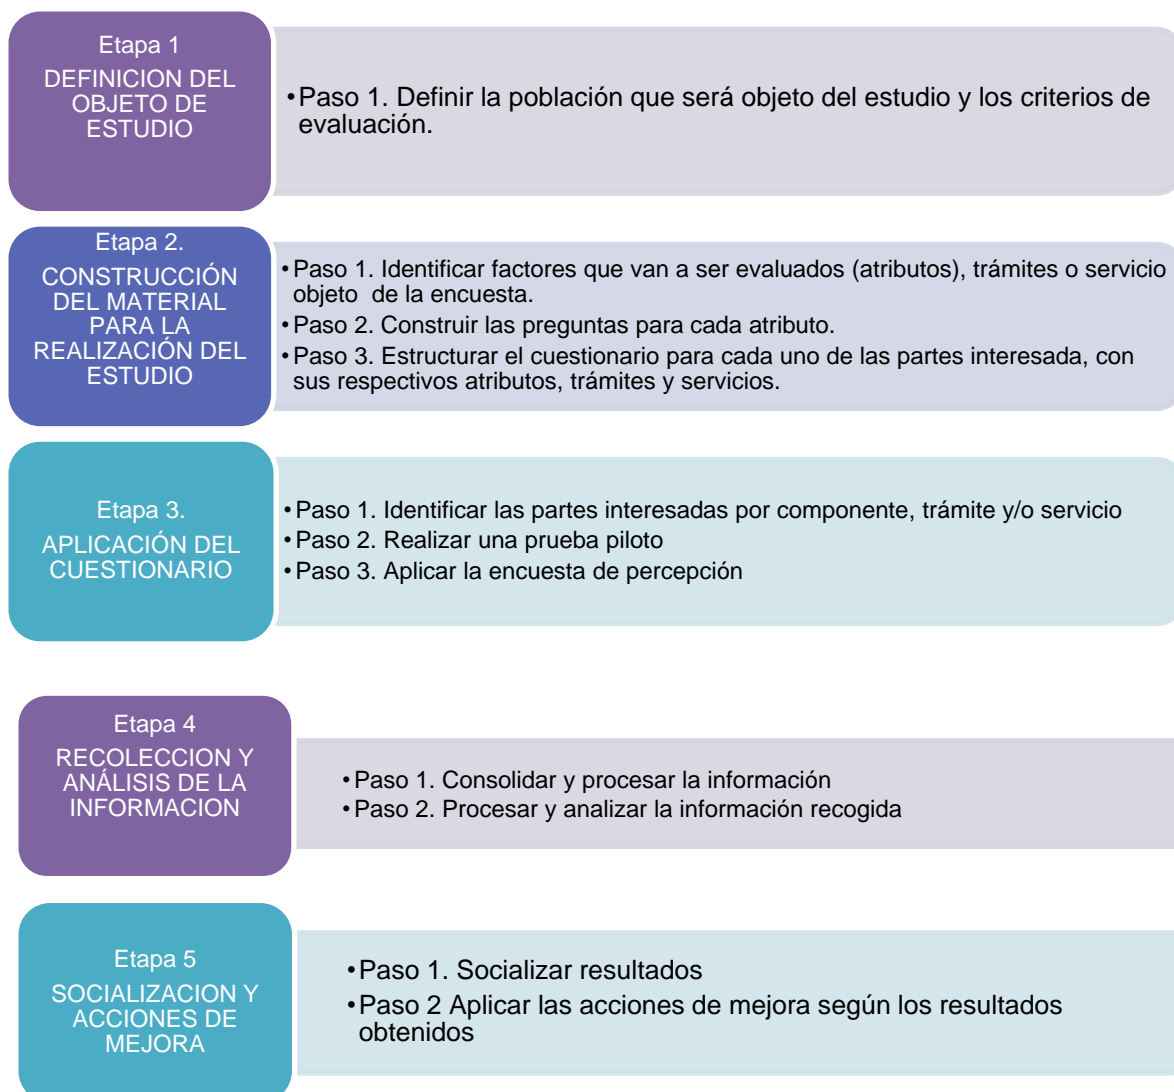 Etapa 1
DEFINICION DEL
OBJETO DE
ESTUDIO
•Paso 1. Definir la población que será objeto del estudio y los criterios de
evaluación.
Etapa 2.
CONSTRUCCIÓN
DEL MATERIAL
PARA LA
REALIZACIÓN DEL
ESTUDIO
•Paso 1. Identificar factores que van a ser evaluados (atributos), trámites o servicio
objeto de la encuesta.
•Paso 2. Construir las preguntas para cada atributo.
•Paso 3. Estructurar el cuestionario para cada uno de las partes interesada, con
sus respectivos atributos, trámites y servicios.
Etapa 3.
APLICACIÓN DEL
CUESTIONARIO
•Paso 1. Identificar las partes interesadas por componente, trámite y/o servicio
•Paso 2. Realizar una prueba piloto
•Paso 3. Aplicar la encuesta de percepción
Etapa 4
RECOLECCION Y
ANÁLISIS DE LA
INFORMACION
•Paso 1. Consolidar y procesar la información
•Paso 2. Procesar y analizar la información recogida
Etapa 5
SOCIALIZACION Y
ACCIONES DE
MEJORA
•Paso 1. Socializar resultados
•Paso 2 Aplicar las acciones de mejora según los resultados
obtenidos